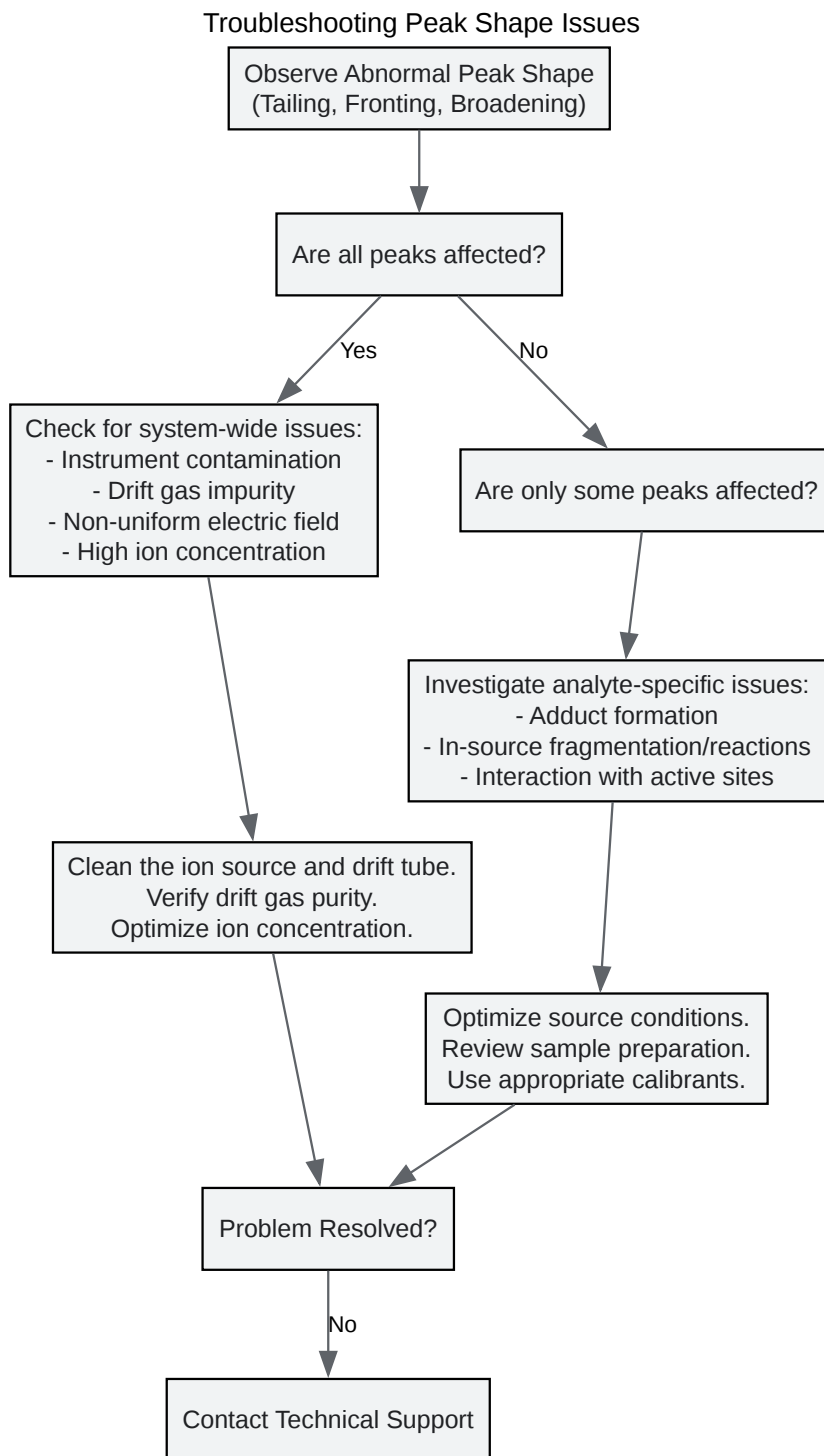 Troubleshooting Peak Shape Issues
Observe Abnormal Peak Shape
(Tailing, Fronting, Broadening)
Are all peaks affected?
Yes
No
Check for system-wide issues:
- Instrument contamination
- Drift gas impurity
- Non-uniform electric field
- High ion concentration
Are only some peaks affected?
Investigate analyte-specific issues:
- Adduct formation
- In-source fragmentation/reactions
- Interaction with active sites
Clean the ion source and drift tube.
Verify drift gas purity.
Optimize ion concentration.
Optimize source conditions.
Review sample preparation.
Use appropriate calibrants.
Problem Resolved?
No
Contact Technical Support